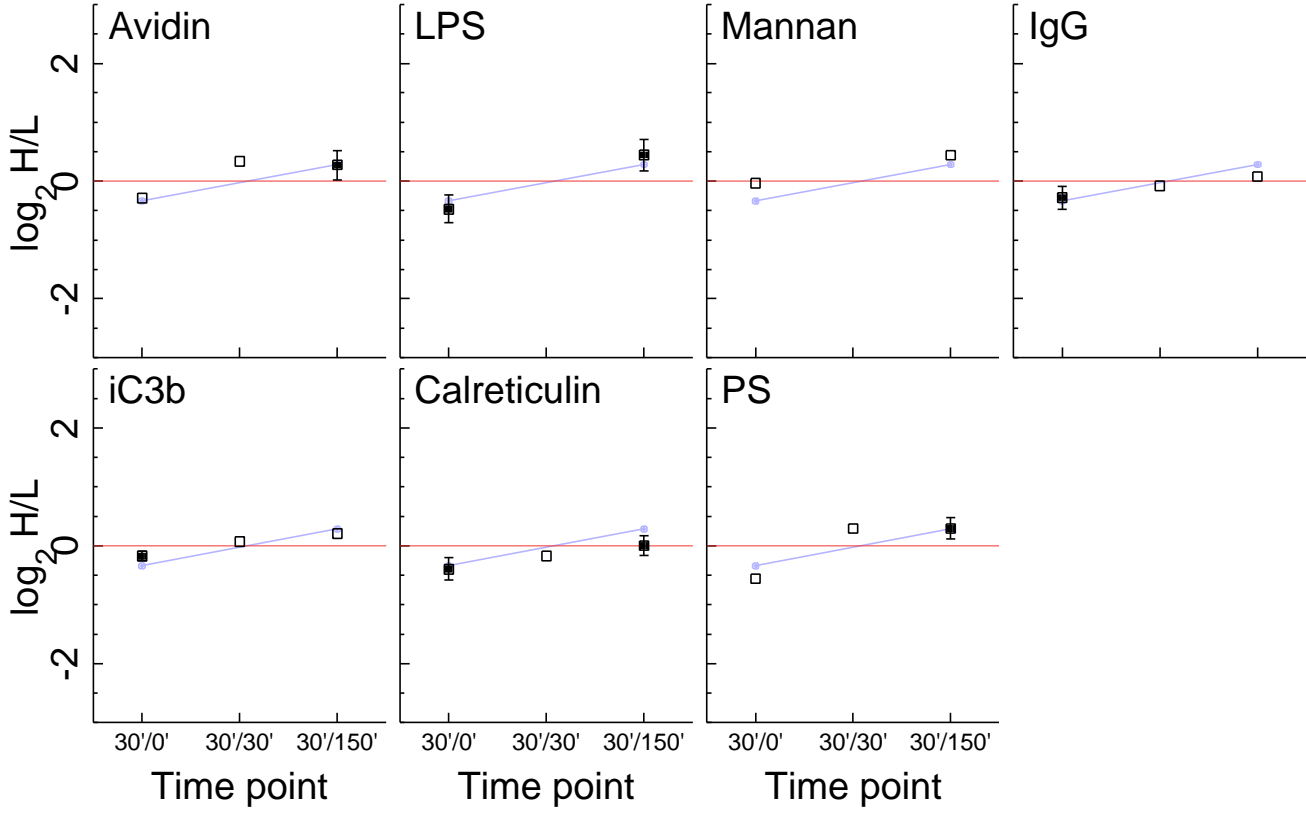 Avidin
LPS
Mannan
IgG
log2 H/L
2
0
-2
iC3b
Calreticulin
PS
log2 H/L
2
0
-2
30'/0' 30'/30' 30'/150'
30'/0' 30'/30' 30'/150'
30'/0' 30'/30' 30'/150'
Time point
Time point
Time point